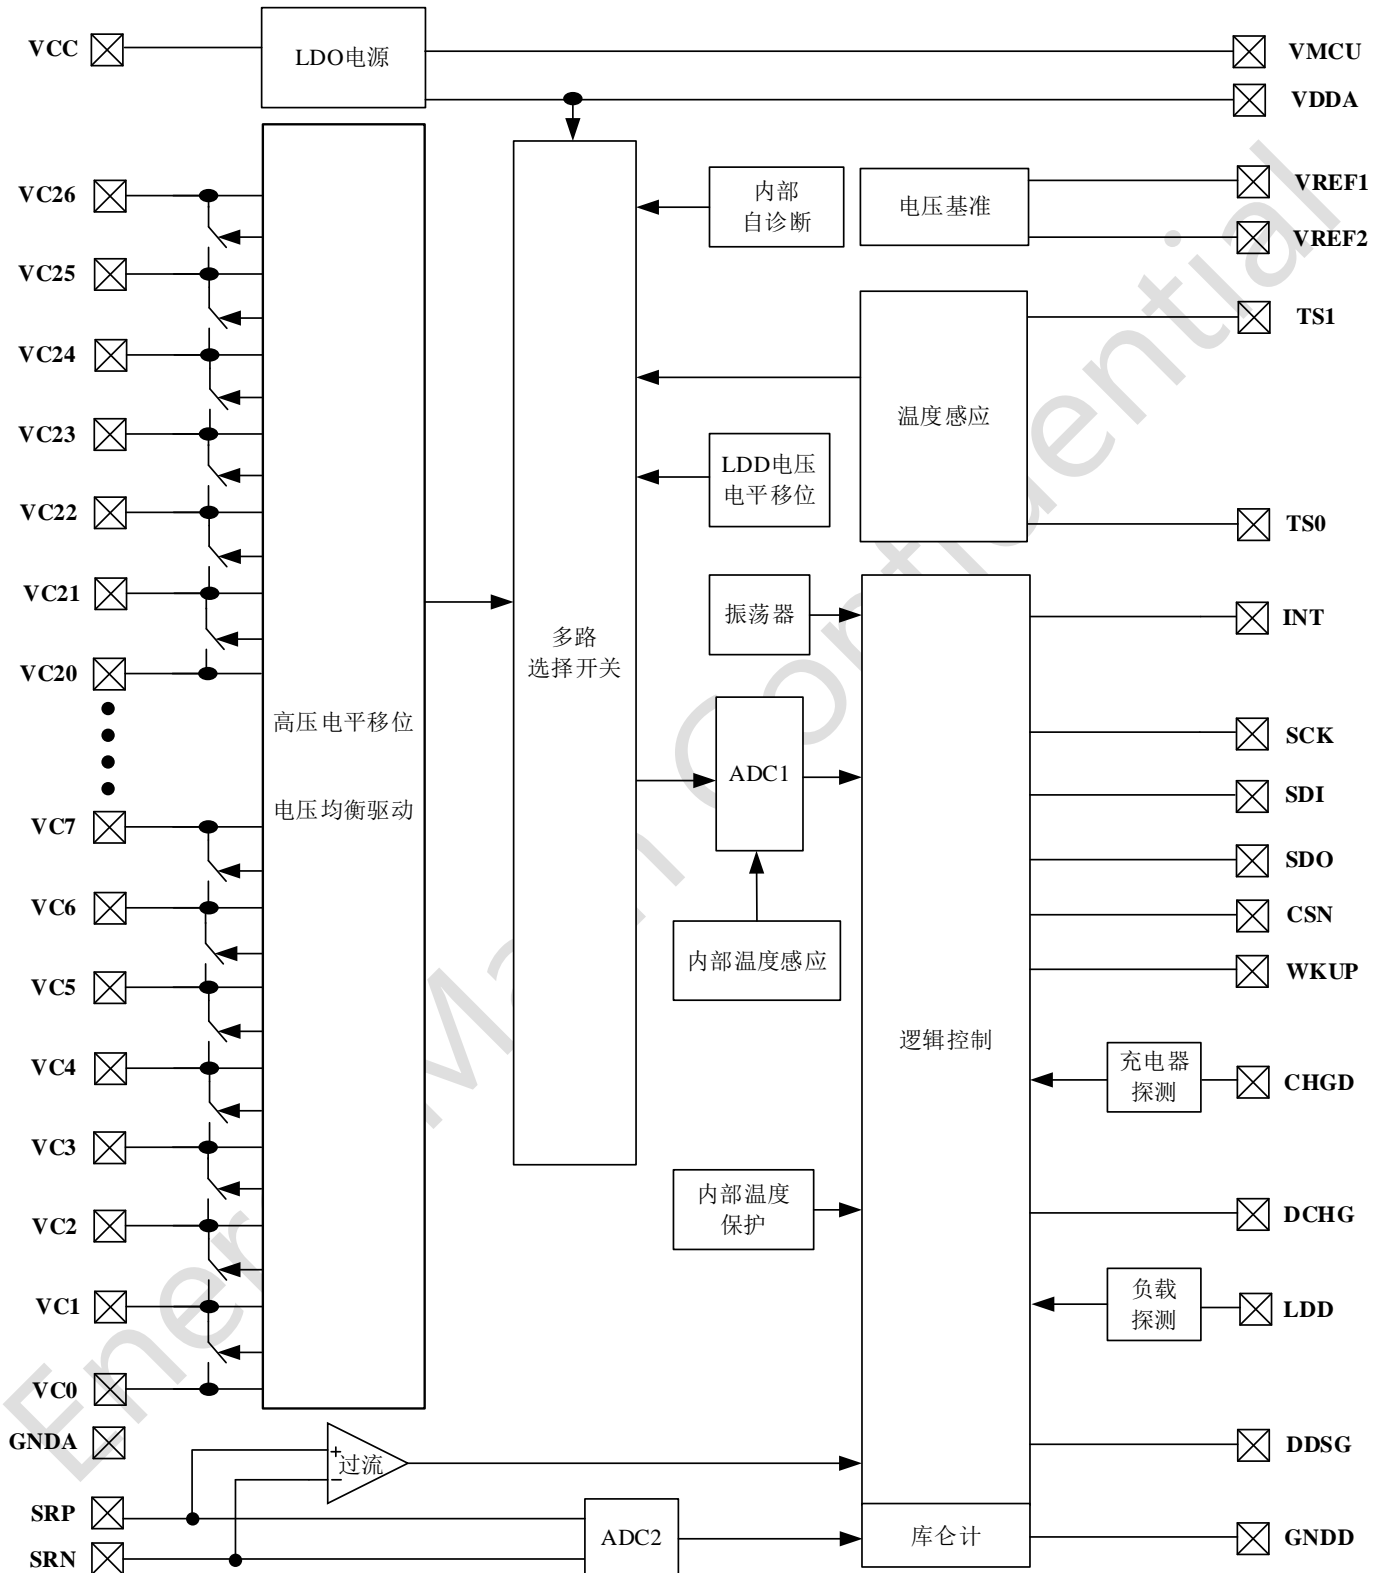 VCC
LDO电源
VMCU
VDDA
VC26
内部
自诊断
电压基准
VREF1
VREF2
VC25
TS1
VC24
温度感应
VC23
LDD电压
电平移位
VC22
TS0
VC21
振荡器
INT
多路
选择开关
VC20
高压电平移位
SCK
ADC1
SDI
电压均衡驱动
VC7
SDO
VC6
CSN
内部温度感应
WKUP
VC5
逻辑控制
VC4
充电器
探测
CHGD
VC3
内部温度
保护
VC2
DCHG
VC1
负载
探测
LDD
VC0
GNDA
+
过流
−
DDSG
SRP
ADC2
库仑计
GNDD
SRN